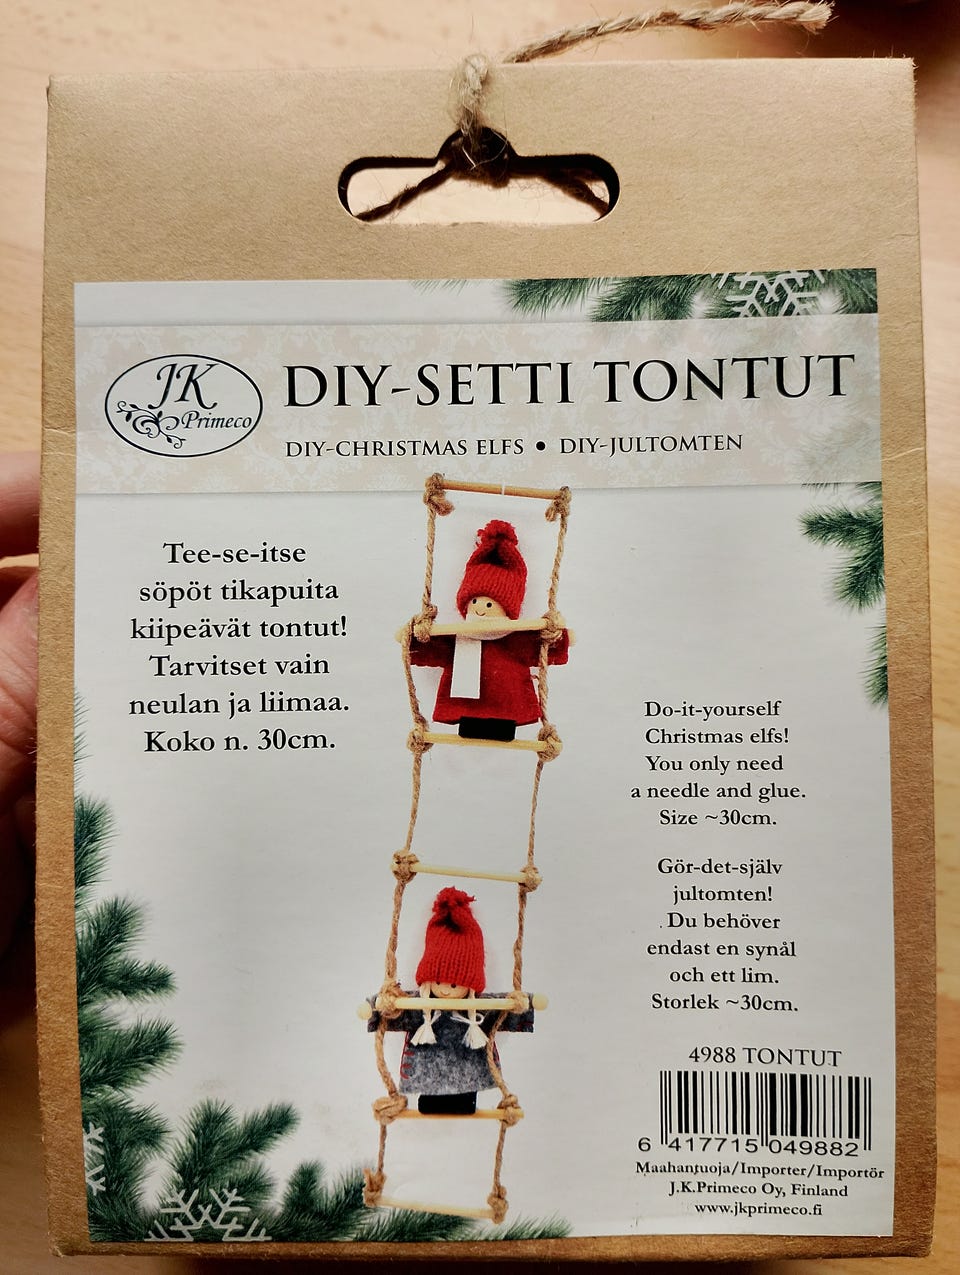 JK
Primeco
DIY-SETTI TONTUT
DIY-CHRISTMAS ELFS • DIY-JULTOMTEN
Tee-se-itse
söpöt tikapuita
kiipeävät tontut!
Tarvitset vain
neulan ja liimaa.
Koko n. 30cm.
Do-it-yourself
Christmas elfs!
You only need
a needle and glue.
Size ~30cm.
Gör-det-själv
jultomten!
Du behöver
endast en synål
och ett lim.
Storlek ~30cm.
4988 TONTUT
6 417715 049882
Maahantuoja/Importer/Importör
J.K.Primeco Oy, Finland
www.jkprimeco.fi